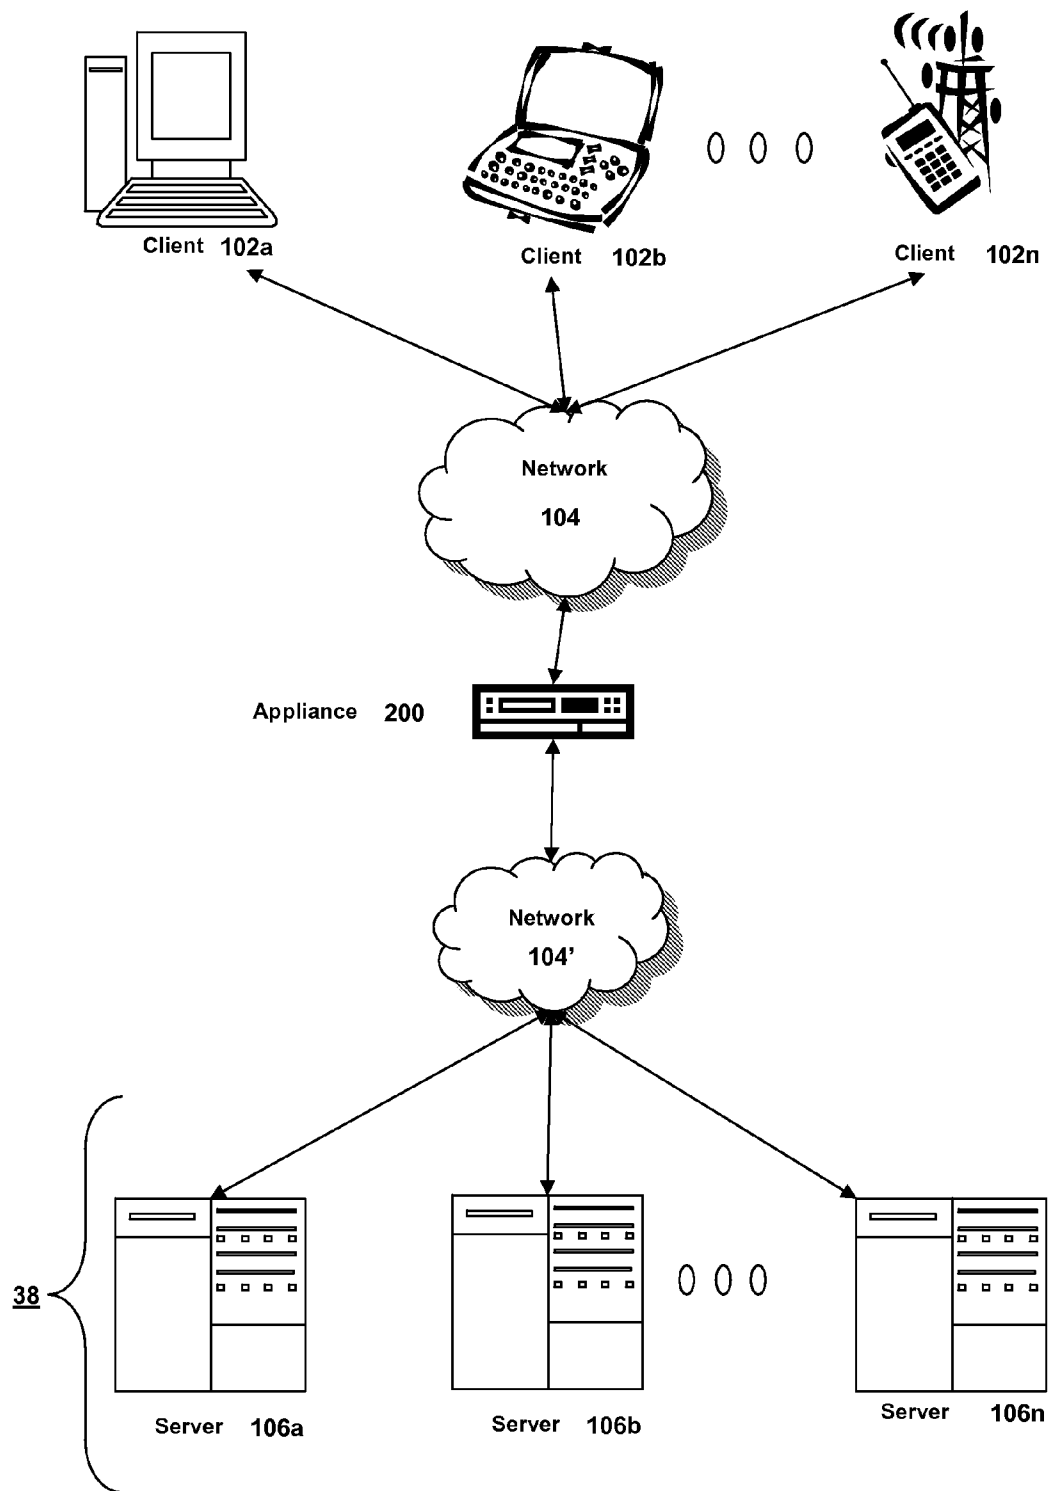 Client 102a
Client 102b
Client 102n
Network
104
Appliance 200
Network
104’
38
Server 106a
Server 106b
Server 106n